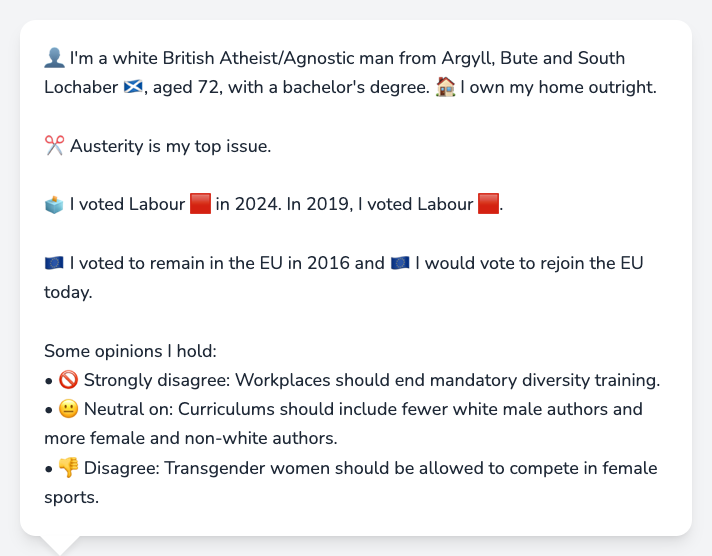 👤 I'm a white British Atheist/Agnostic man from Argyll, Bute and South
Lochaber 🏴󠁧󠁢󠁳󠁣󠁴󠁿, aged 72, with a bachelor's degree. 🏠 I own my home outright.
✂️ Austerity is my top issue.
🗳️ I voted Labour 🟥 in 2024. In 2019, I voted Labour 🟥.
🇪🇺 I voted to remain in the EU in 2016 and 🇪🇺 I would vote to rejoin the EU
today.
Some opinions I hold:
• 🚫 Strongly disagree: Workplaces should end mandatory diversity training.
• 😐 Neutral on: Curriculums should include fewer white male authors and
more female and non-white authors.
• 👎 Disagree: Transgender women should be allowed to compete in female
sports.